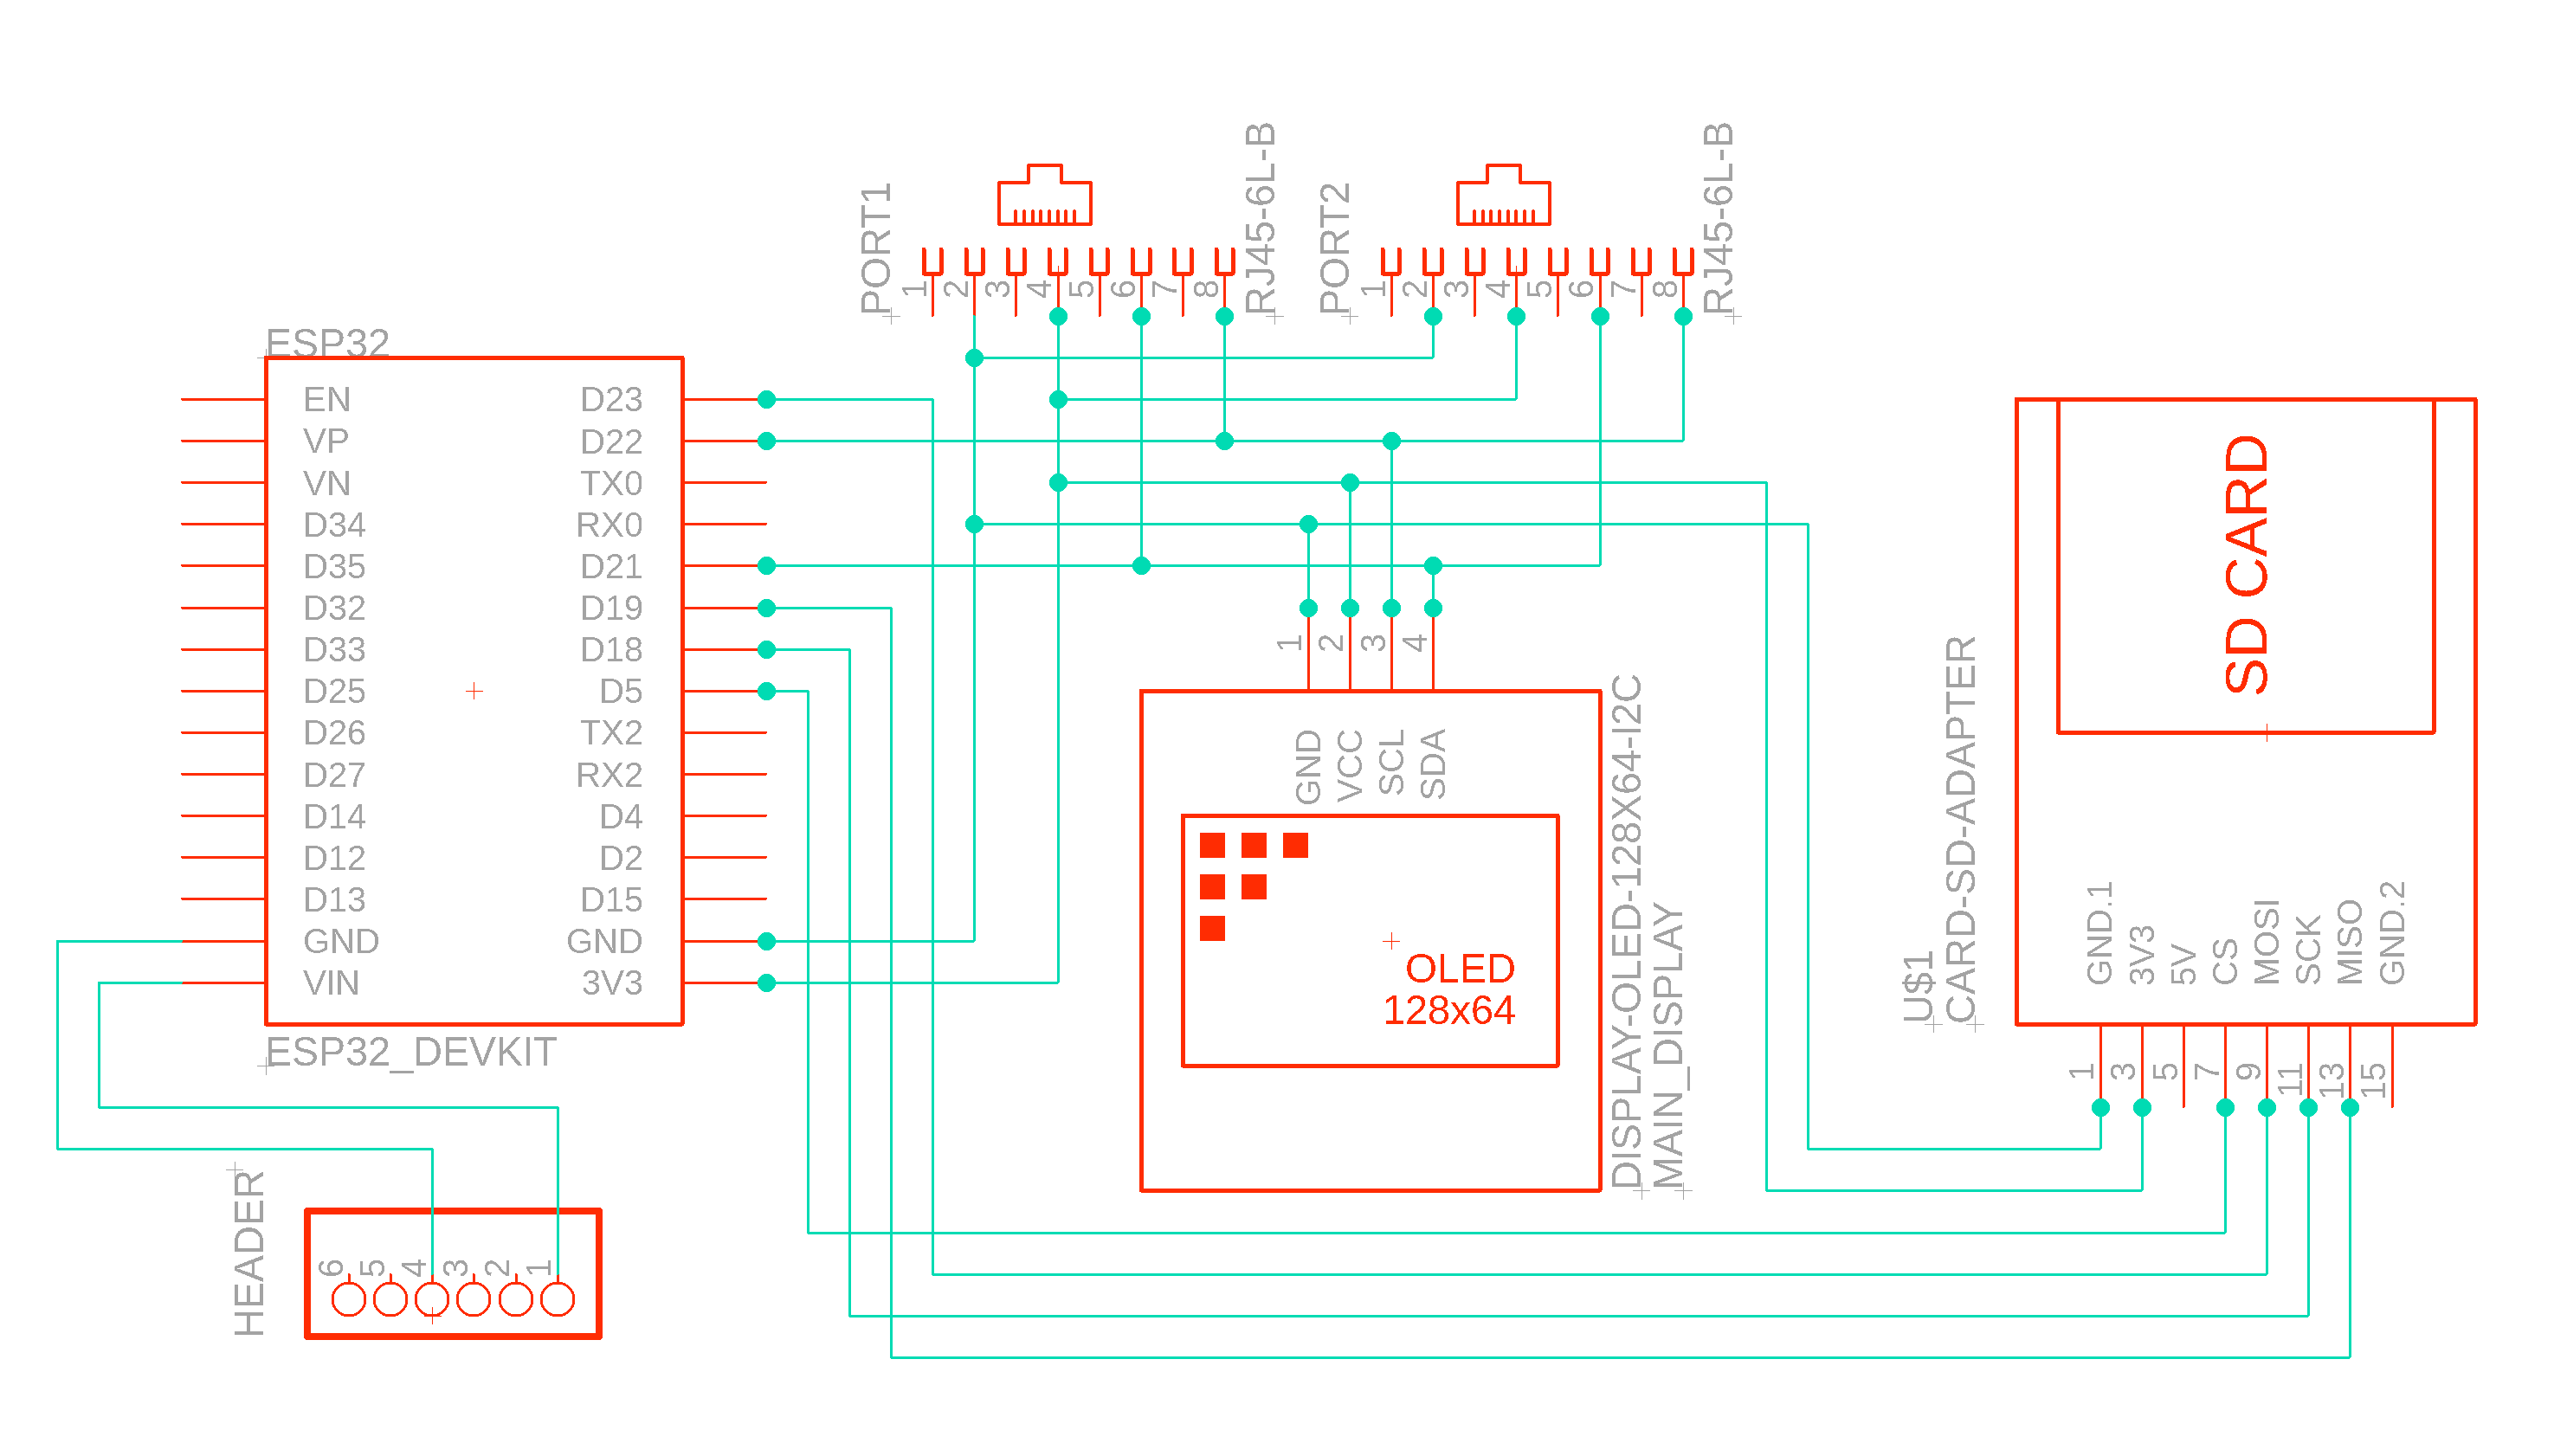 PORT1
1
2
3
4
5
6
7
8
RJ45-6L-B
PORT2
1
2
3
4
5
6
7
8
RJ45-6L-B
ESP32
EN
VP
VN
D34
D35
D32
D33
D25
D26
D27
D14
D12
D13
GND
VIN
D23
D22
TX0
RX0
D21
D19
D18
D5
TX2
RX2
D4
D2
D15
GND
3V3
ESP32_DEVKIT
HEADER
6
5
4
3
2
1
1
2
3
4
GND
VCC
SCL
SDA
OLED
128x64
DISPLAY-OLED-128X64-I2C
MAIN_DISPLAY
SD CARD
U$1
CARD-SD-ADAPTER
GND.1
3V3
5V
CS
MOSI
SCK
MISO
GND.2
1
3
5
7
9
11
13
15